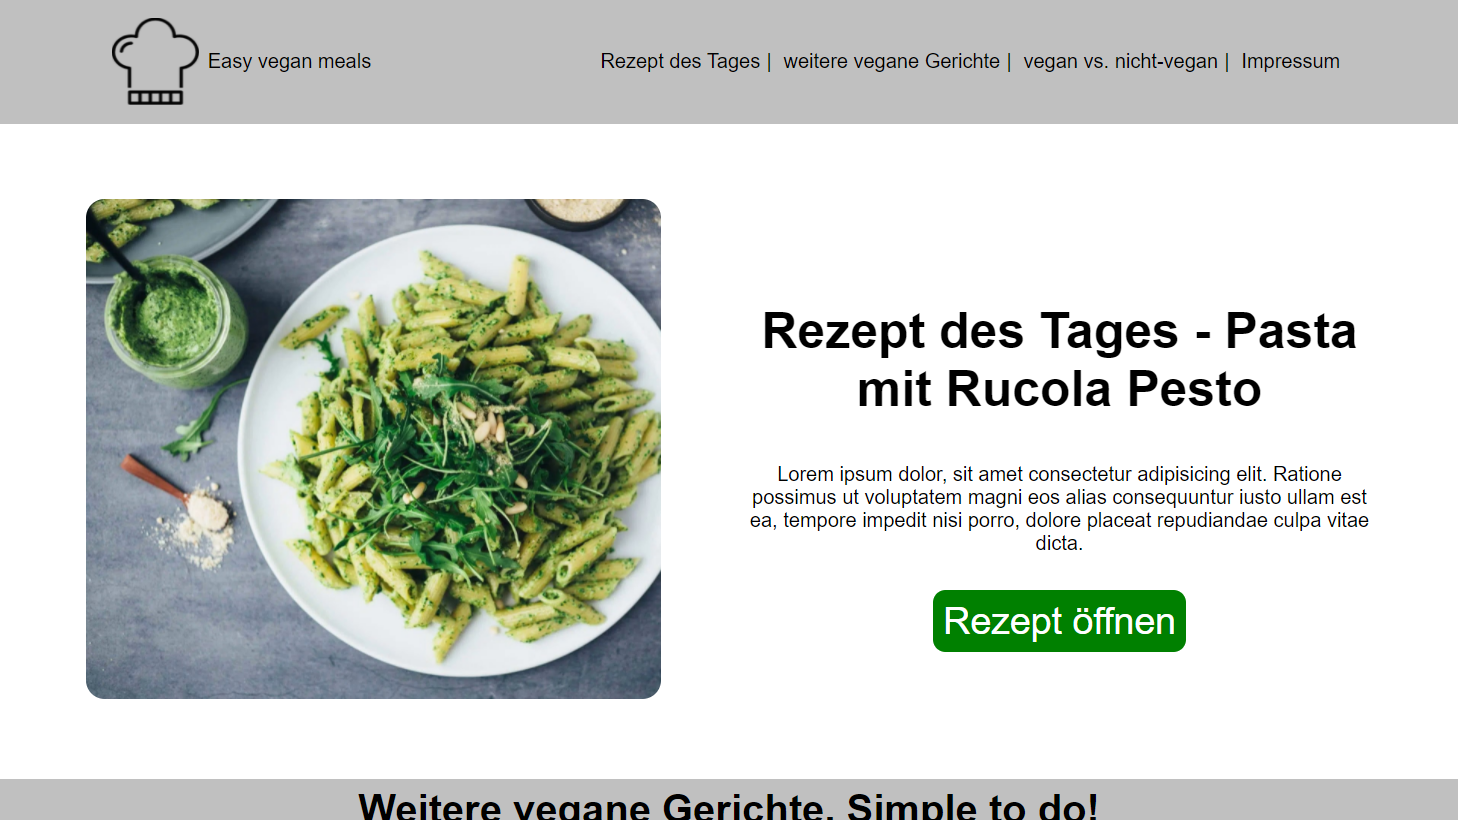 Easy vegan meals
Rezept des Tages | weitere vegane Gerichte | vegan vs. nicht-vegan | Impressum
Rezept des Tages - Pasta
mit Rucola Pesto
Lorem ipsum dolor, sit amet consectetur adipisicing elit. Ratione
possimus ut voluptatem magni eos alias consequuntur iusto ullam est
ea, tempore impedit nisi porro, dolore placeat repudiandae culpa vitae
dicta.
Rezept öffnen
Weitere vegane Gerichte. Simple to do!